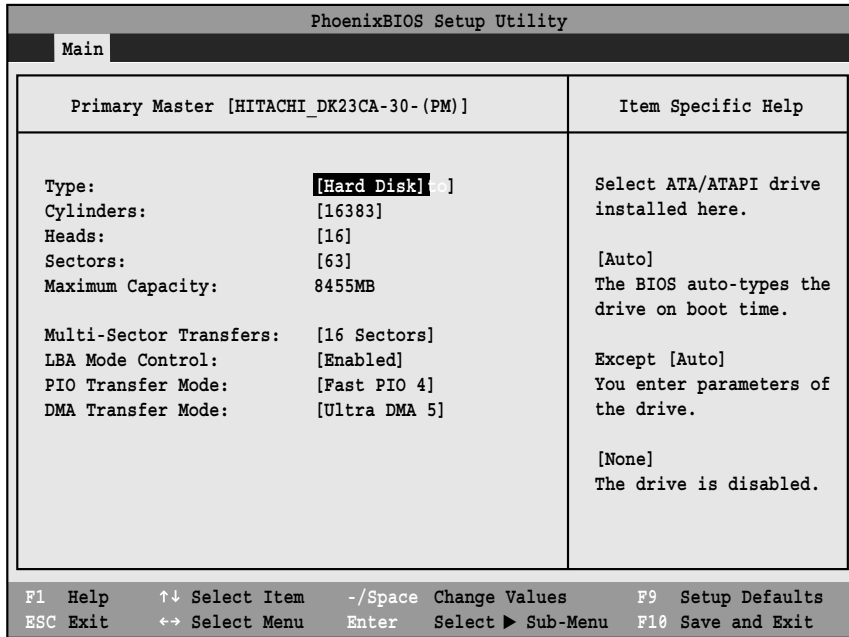 PhoenixBIOS Setup Utility
Main
Primary Master [HITACHI_DK23CA-30-(PM)]
Item Specific Help
Type: [Hard Disk]to]
Cylinders: [16383]
Heads: [16]
Sectors: [63]
Maximum Capacity: 8455MB
Multi-Sector Transfers: [16 Sectors]
LBA Mode Control: [Enabled]
PIO Transfer Mode: [Fast PIO 4]
DMA Transfer Mode: [Ultra DMA 5]
Select ATA/ATAPI drive
installed here.
[Auto]
The BIOS auto-types the
drive on boot time.
Except [Auto]
You enter parameters of
the drive.
[None]
The drive is disabled.
F1 Help ↑↓ Select Item -/Space Change Values F9 Setup Defaults
ESC Exit ←→ Select Menu Enter Select ▶ Sub-Menu F10 Save and Exit